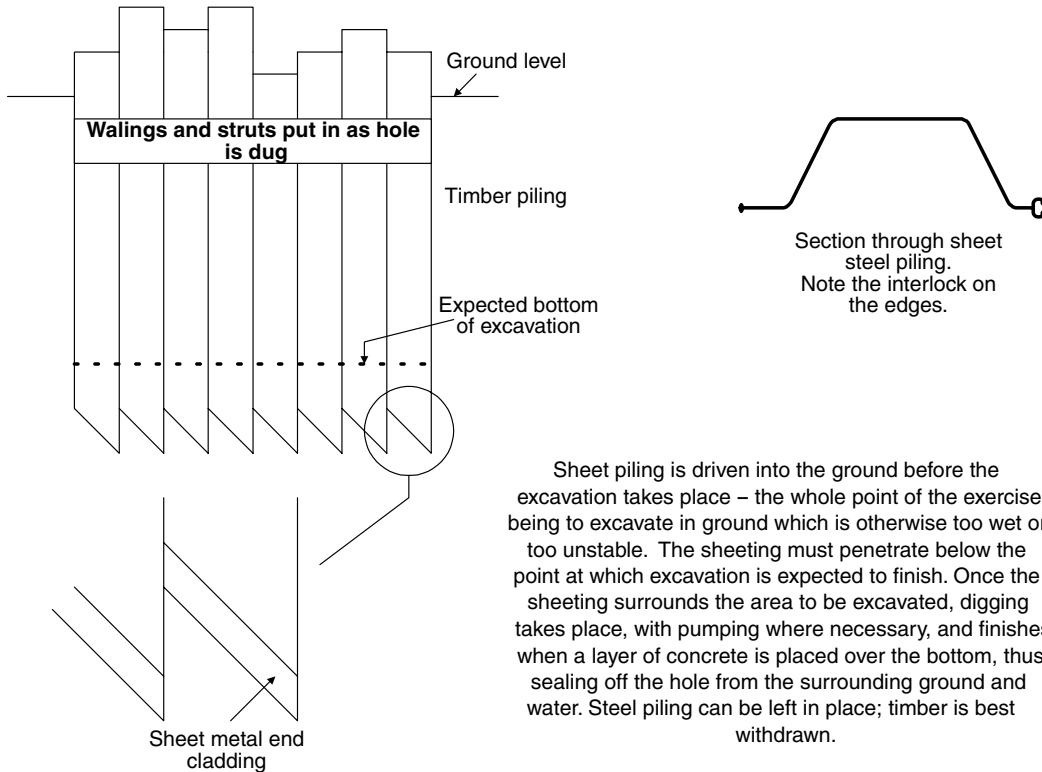 Ground level
Walings and struts put in as hole
is dug
Timber piling
Section through sheet
steel piling.
Note the interlock on
the edges.
Expected bottom
of excavation
Sheet piling is driven into the ground before the
excavation takes place – the whole point of the exercise
being to excavate in ground which is otherwise too wet or
too unstable. The sheeting must penetrate below the
point at which excavation is expected to finish. Once the
sheeting surrounds the area to be excavated, digging
takes place, with pumping where necessary, and finishes
when a layer of concrete is placed over the bottom, thus
sealing off the hole from the surrounding ground and
water. Steel piling can be left in place; timber is best
withdrawn.
Sheet metal end
cladding